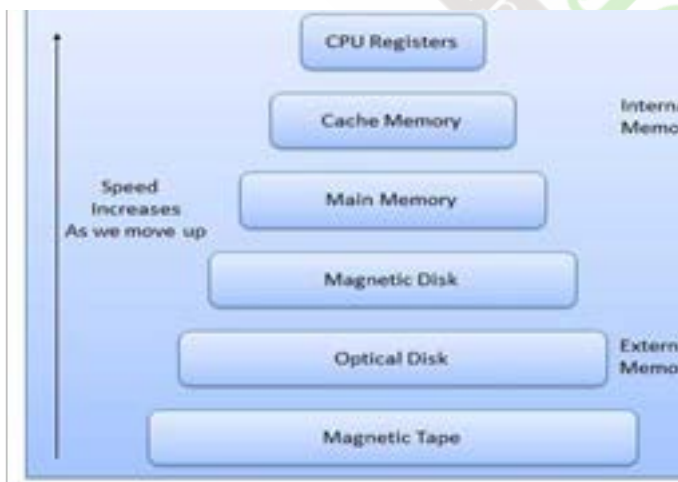 CPU Registers
Cache Memory
Main Memory
Speed
Increases
As we move up
Magnetic Disk
Optical Disk
Magnetic Tape